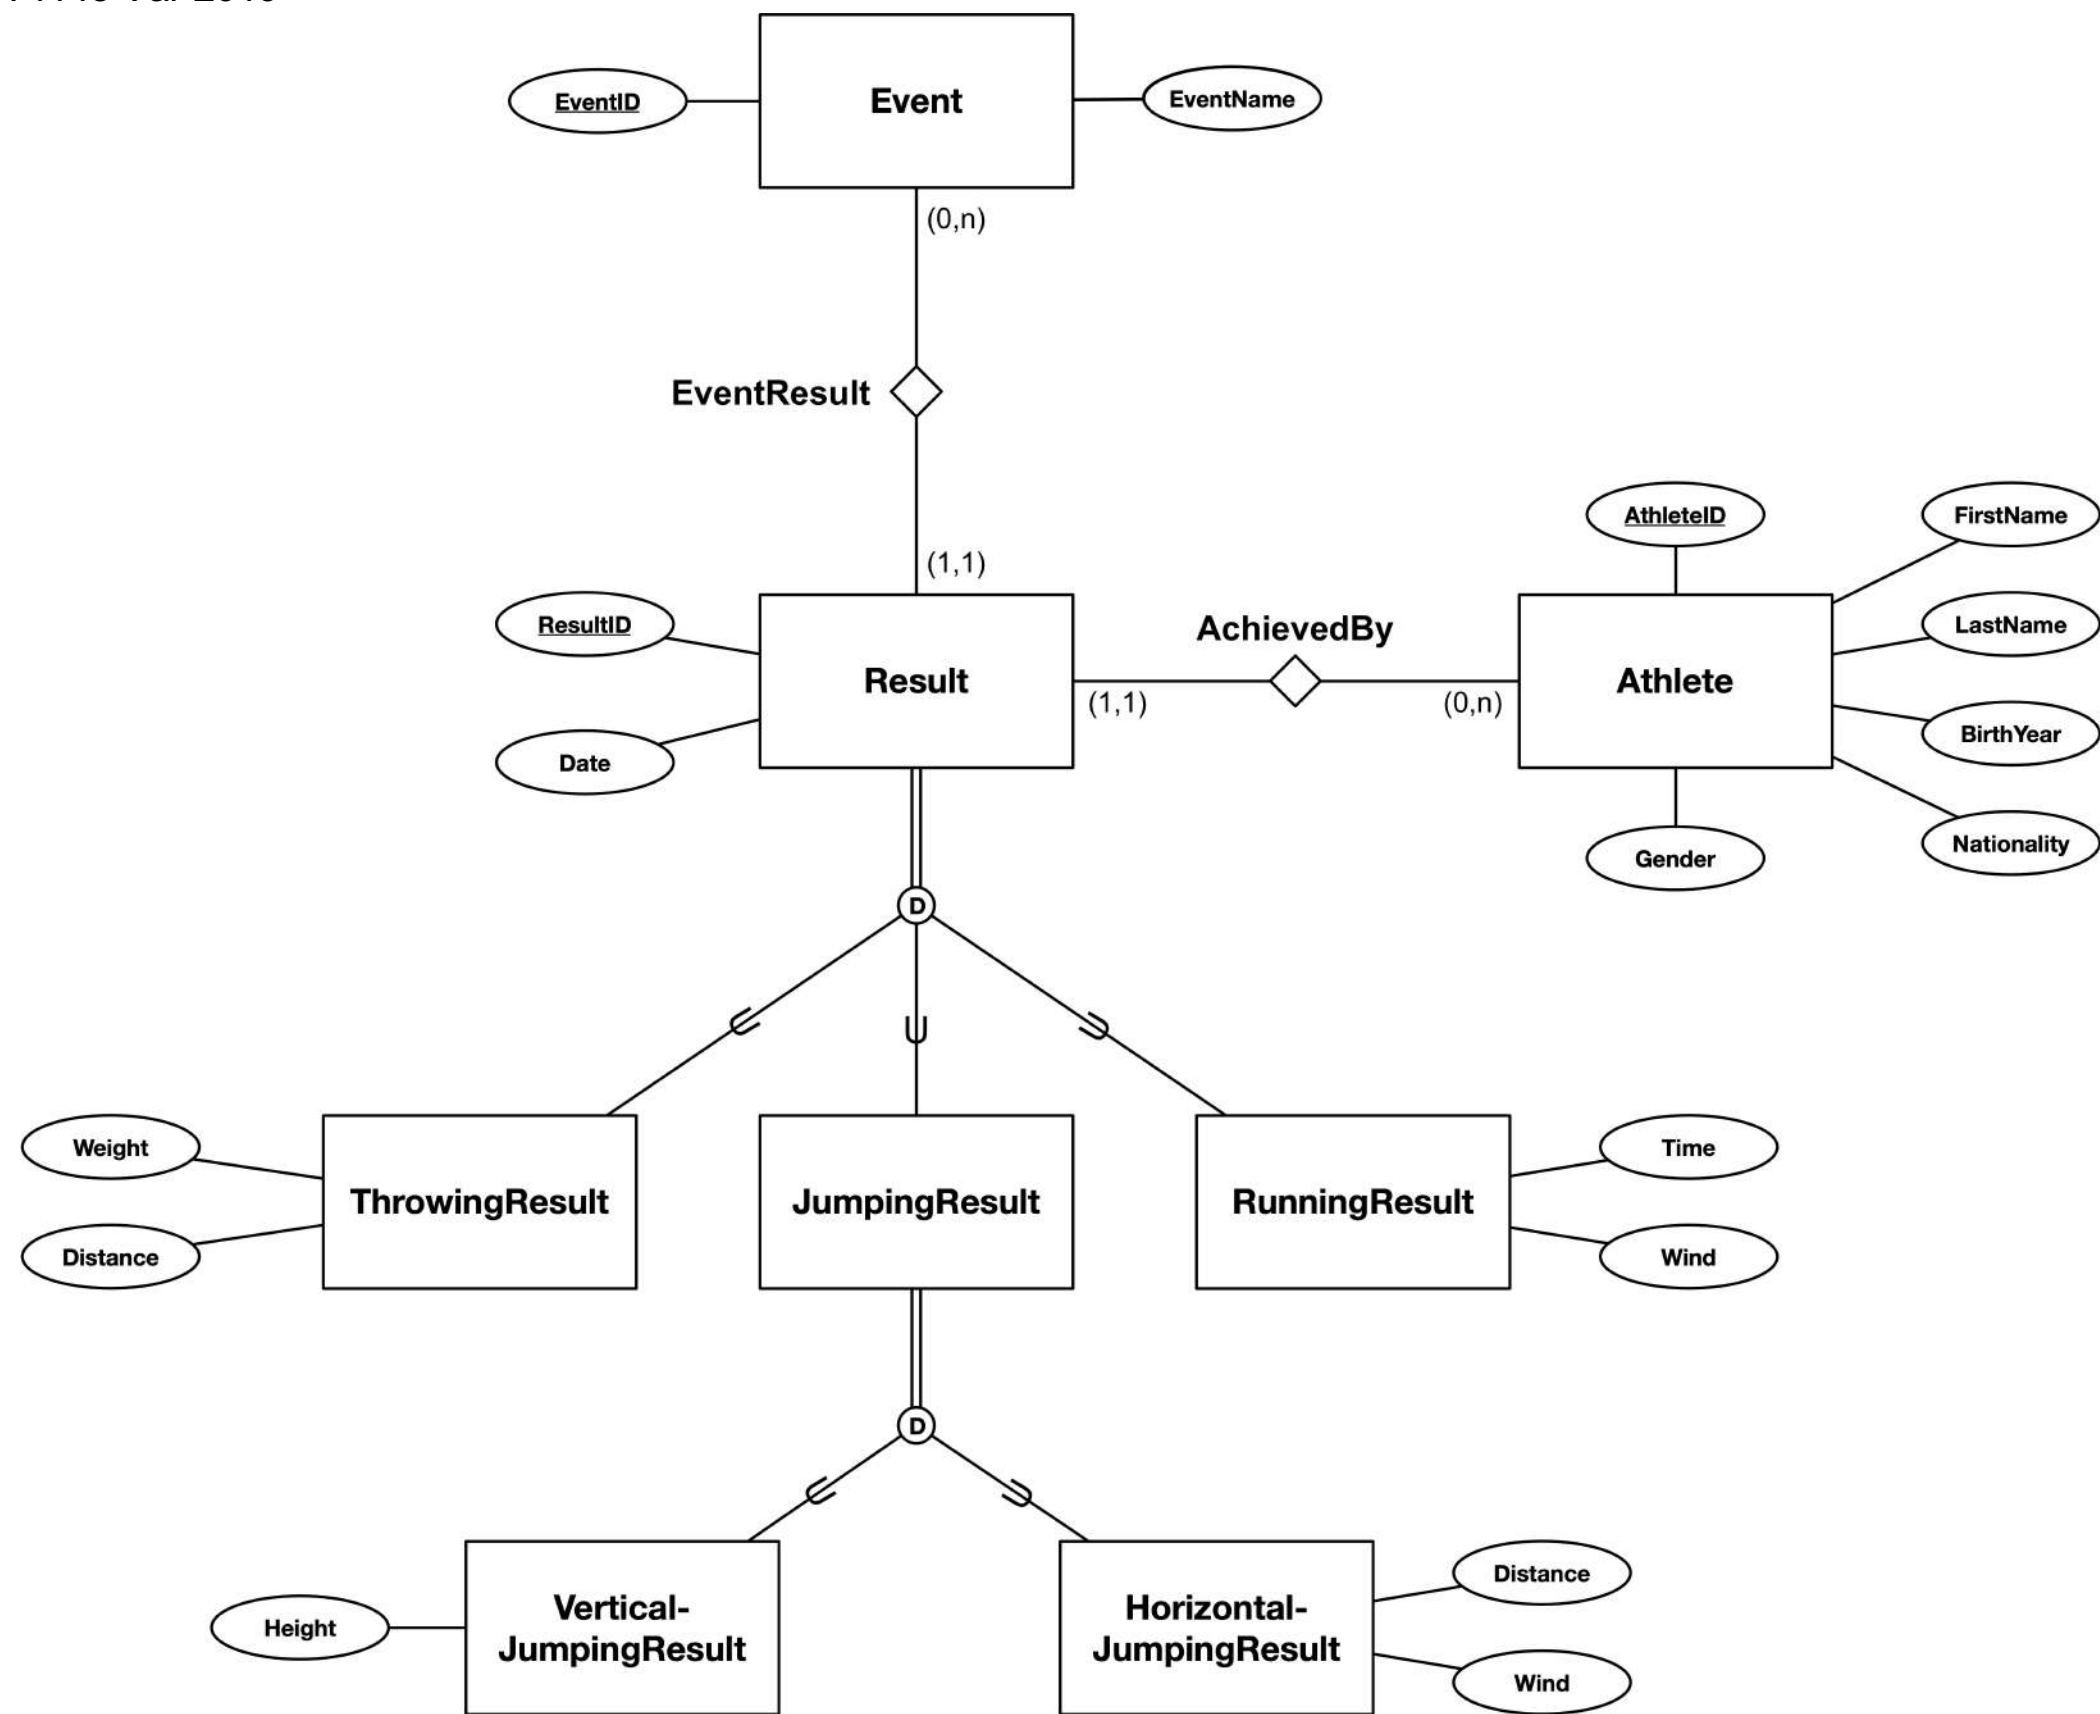 EventID
Event
EventName
(0,n)
EventResult
(1,1)
AthleteID
FirstName
ResultID
Result
Date
AchievedBy
(1,1)
(0,n)
Athlete
LastName
BirthYear
Nationality
Gender
D
U
U
U
Weight
Distance
ThrowingResult
JumpingResult
RunningResult
Time
Wind
D
U
U
Height
Vertical-
JumpingResult
Horizontal-
JumpingResult
Distance
Wind